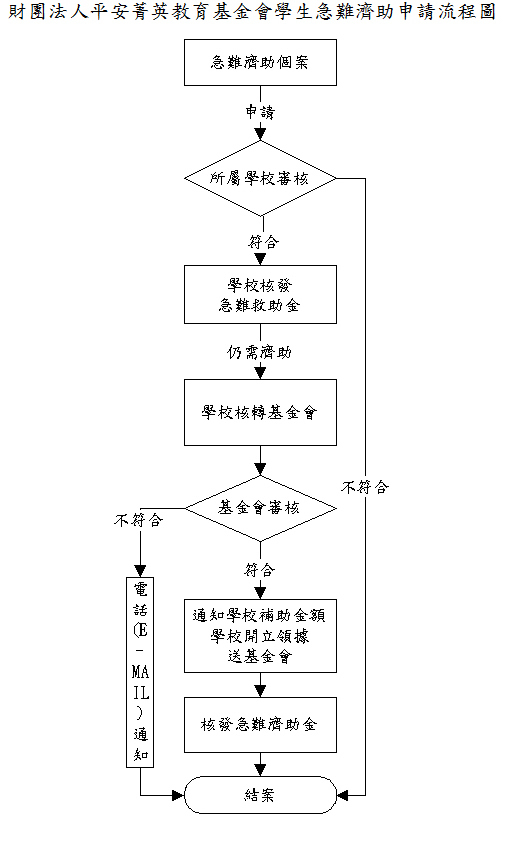 財團法人平安菁英教育基金會學生急難濟助申請流程圖
急難濟助個案
申請
所屬學校審核
符合
學校核發
急難救助金
仍需濟助
學校核轉基金會
不符合
基金會審核
不符合
符合
電話(E-MAIL)通知
通知學校補助金額
學校開立領據
送基金會
核發急難濟助金
結案